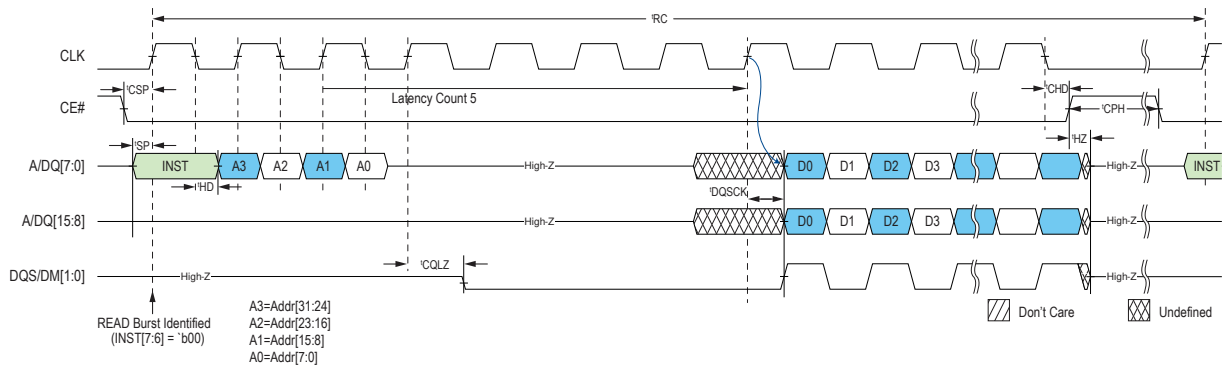 tRC
CLK
tCSP
Latency Count 5
tCHD
CE#
tCPH
tSP
tHZ
A/DQ[7:0]
INST
A3
A2
A1
A0
High-Z
D0
D1
D2
D3
High-Z
INST
tHD
tDQSCK
A/DQ[15:8]
High-Z
D0
D1
D2
D3
High-Z
tCQLZ
DQS/DM[1:0]
High-Z
High-Z
READ Burst Identified
(INST[7:6] = `b00)
A3=Addr[31:24]
A2=Addr[23:16]
A1=Addr[15:8]
A0=Addr[7:0]
Don't Care
Undefined